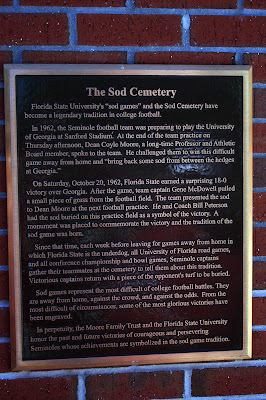 The Sod Cemetery
Florida State University's "sod games" and the Sod Cemetery have
become a legendary tradition in college football.
In 1962, the Seminole football team was preparing to play the University
of Georgia at Sanford Stadium. At the end of the team practice on
Thursday afternoon, Dean Coyle Moore, a long-time Professor and Athletic
Board member, spoke to the team. He challenged them to win this difficult
game away from home and "bring back some sod from between the hedges
at Georgia."
On Saturday, October 20, 1962, Florida State earned a surprising 18-0
victory over Georgia. After the game, team captain Gene McDowell pulled
a small piece of grass from the football field. The team presented the sod
to Dean Moore at the next football practice. He and Coach Bill Peterson
had the sod buried on this practice field as a symbol of the victory. A
monument was placed to commemorate the victory and the tradition of the
sod game was born.
Since that time, each week before leaving for games away from home in
which Florida State is the underdog, all University of Florida road games,
and all conference championship and bowl games, Seminole captains
gather their teammates at the cemetery to tell them about this tradition.
Victorious captains return with a piece of the opponent's turf to be buried.
Sod games represent the most difficult of college football battles. They
are away from home, against the crowd, and against the odds. From the
most difficult of circumstances, some of the most glorious victories have
been engraved.
In perpetuity, the Moore Family Trust and the Florida State University
honor the past and future victories of courageous and persevering
Seminoles whose achievements are symbolized in the sod game tradition.